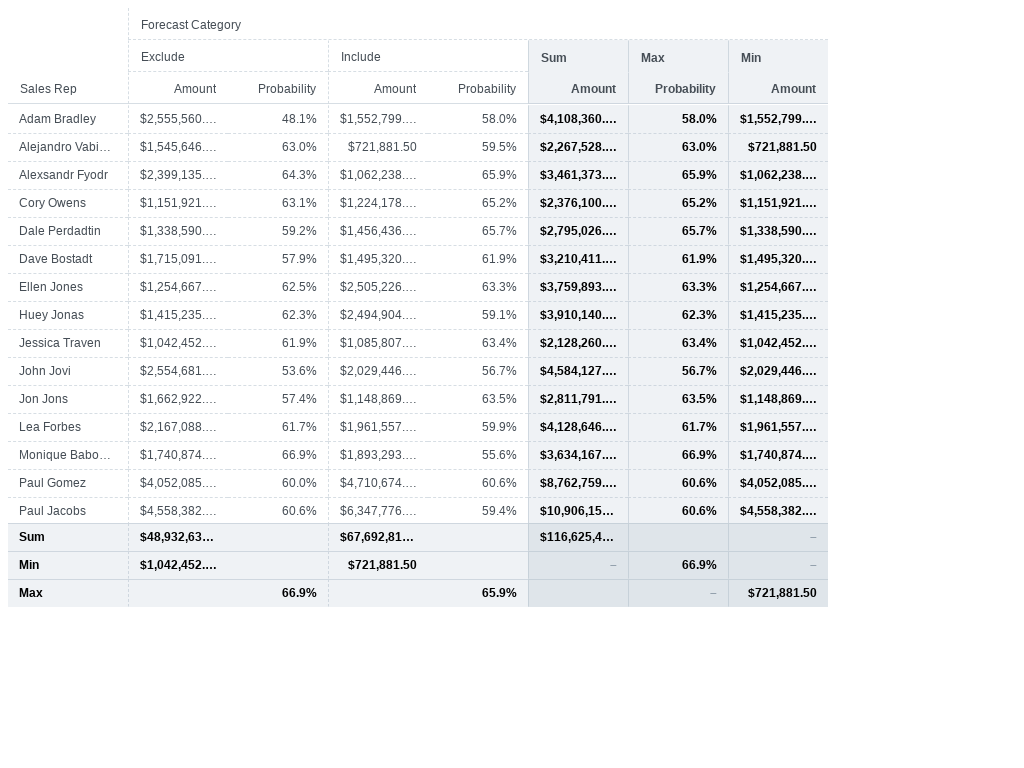 Forecast Category
Exclude Include Sum Max Min
Sales Rep Amount Probability Amount Probability Amount Probability Amount
Adam Bradley $2,555,560.... 48.1% $1,552,799.... 58.0% $4,108,360.... 58.0% $1,552,799....
Alejandro Vabi... $1,545,646.... 63.0% $721,881.50 59.5% $2,267,528.... 63.0% $721,881.50
Alexsandr Fyodr $2,399,135.... 64.3% $1,062,238.... 65.9% $3,461,373.... 65.9% $1,062,238....
Cory Owens $1,151,921.... 63.1% $1,224,178.... 65.2% $2,376,100.... 65.2% $1,151,921....
Dale Perdadtin $1,338,590.... 59.2% $1,456,436.... 65.7% $2,795,026.... 65.7% $1,338,590....
Dave Bostadt $1,715,091.... 57.9% $1,495,320.... 61.9% $3,210,411.... 61.9% $1,495,320....
Ellen Jones $1,254,667.... 62.5% $2,505,226.... 63.3% $3,759,893.... 63.3% $1,254,667....
Huey Jonas $1,415,235.... 62.3% $2,494,904.... 59.1% $3,910,140.... 62.3% $1,415,235....
Jessica Traven $1,042,452.... 61.9% $1,085,807.... 63.4% $2,128,260.... 63.4% $1,042,452....
John Jovi $2,554,681.... 53.6% $2,029,446.... 56.7% $4,584,127.... 56.7% $2,029,446....
Jon Jons $1,662,922.... 57.4% $1,148,869.... 63.5% $2,811,791.... 63.5% $1,148,869....
Lea Forbes $2,167,088.... 61.7% $1,961,557.... 59.9% $4,128,646.... 61.7% $1,961,557....
Monique Babo... $1,740,874.... 66.9% $1,893,293.... 55.6% $3,634,167.... 66.9% $1,740,874....
Paul Gomez $4,052,085.... 60.0% $4,710,674.... 60.6% $8,762,759.... 60.6% $4,052,085....
Paul Jacobs $4,558,382.... 60.6% $6,347,776.... 59.4% $10,906,15... 60.6% $4,558,382....
Sum $48,932,63... $67,692,81... $116,625,4... –
Min $1,042,452.... $721,881.50 – 66.9% –
Max 66.9% 65.9% – $721,881.50